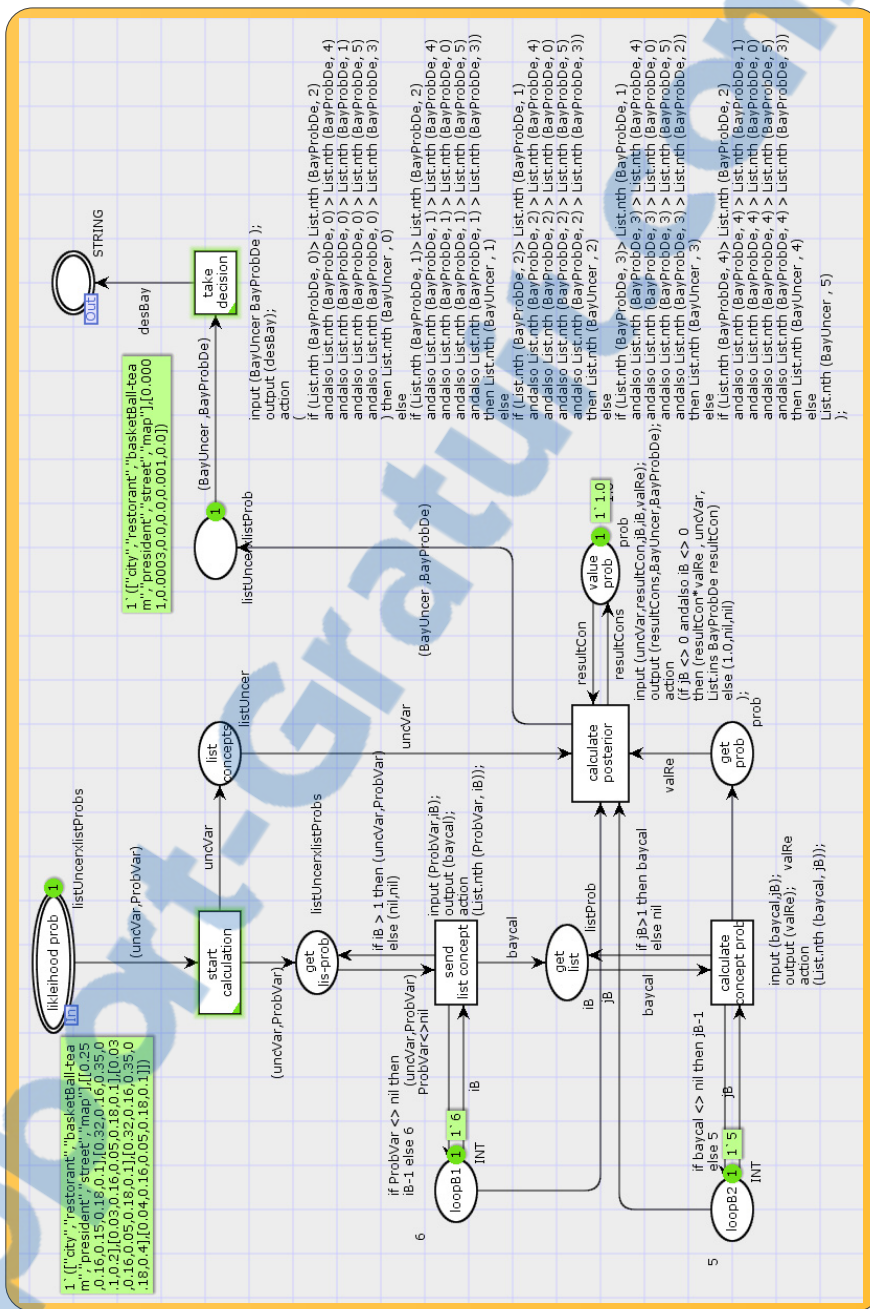 likleihood prob
In
1
listUncerxlistProbs
1`(["city","restorant","basketBall-tea
m","president","street","map"],[[0.25
,0.16,0.15,0.18,0.1],[0.32,0.16,0.35,0
.1,0.2],[0.03,0.16,0.05,0.18,0.1],[0.03
,0.16,0.05,0.18,0.1],[0.32,0.16,0.35,0
.18,0.4],[0.04,0.16,0.05,0.18,0.1]])
(uncVar,ProbVar)
start
calculation
uncVar
list
concepts
listUncer
uncVar
(uncVar,ProbVar)
get
lis-prob
listUncerxlistProbs
if iB > 1 then (uncVar,ProbVar)
else (nil,nil)
(uncVar,ProbVar)
ProbVar<>nil
if ProbVar <> nil then
iB-1 else 6
iB
6
loopB1
1
1`6
INT
send
list concept
input (ProbVar,iB);
output (baycal);
action
(List.nth (ProbVar, iB));
baycal
get
list
listProb
iB
jB
if jB>1 then baycal
else nil
baycal
if baycal <> nil then jB-1
else 5
jB
5
loopB2
1
1`5
INT
calculate
concept prob
input (baycal,jB);
output (valRe);
action
(List.nth (baycal, jB));
valRe
get
prob
prob
valRe
calculate
posterior
input (uncVar,resultCon,jB,iB,valRe);
output (resultCons,BayUncer,BayProbDe);
action
(if jB <> 0 andalso iB <> 0
then (resultCon*valRe , uncVar,
List.ins BayProbDe resultCon)
else (1.0,nil,nil)
);
resultCon
resultCons
value
prob
1
1`1.0
prob
(BayUncer ,BayProbDe)
1`(["city","restorant","basketBall-tea
m","president","street","map"],[0.000
1,0.0003,0.0,0.0,0.001,0.0])
1
listUncerxlistProb
(BayUncer ,BayProbDe)
take
decision
desBay
Out
STRING
input (BayUncer BayProbDe );
output (desBay);
action
(
if (List.nth (BayProbDe, 0)> List.nth (BayProbDe, 2)
andalso List.nth (BayProbDe, 0) > List.nth (BayProbDe, 4)
andalso List.nth (BayProbDe, 0) > List.nth (BayProbDe, 1)
andalso List.nth (BayProbDe, 0) > List.nth (BayProbDe, 5)
andalso List.nth (BayProbDe, 0) > List.nth (BayProbDe, 3)
) then List.nth (BayUncer , 0)
else
if (List.nth (BayProbDe, 1)> List.nth (BayProbDe, 2)
andalso List.nth (BayProbDe, 1) > List.nth (BayProbDe, 4)
andalso List.nth (BayProbDe, 1) > List.nth (BayProbDe, 0)
andalso List.nth (BayProbDe, 1) > List.nth (BayProbDe, 5)
andalso List.nth (BayProbDe, 1) > List.nth (BayProbDe, 3))
then List.nth (BayUncer , 1)
else
if (List.nth (BayProbDe, 2)> List.nth (BayProbDe, 1)
andalso List.nth (BayProbDe, 2) > List.nth (BayProbDe, 4)
andalso List.nth (BayProbDe, 2) > List.nth (BayProbDe, 0)
andalso List.nth (BayProbDe, 2) > List.nth (BayProbDe, 5)
andalso List.nth (BayProbDe, 2) > List.nth (BayProbDe, 3))
then List.nth (BayUncer , 2)
else
if (List.nth (BayProbDe, 3)> List.nth (BayProbDe, 1)
andalso List.nth (BayProbDe, 3) > List.nth (BayProbDe, 4)
andalso List.nth (BayProbDe, 3) > List.nth (BayProbDe, 0)
andalso List.nth (BayProbDe, 3) > List.nth (BayProbDe, 5)
andalso List.nth (BayProbDe, 3) > List.nth (BayProbDe, 2))
then List.nth (BayUncer , 3)
else
if (List.nth (BayProbDe, 4)> List.nth (BayProbDe, 2)
andalso List.nth (BayProbDe, 4) > List.nth (BayProbDe, 1)
andalso List.nth (BayProbDe, 4) > List.nth (BayProbDe, 0)
andalso List.nth (BayProbDe, 4) > List.nth (BayProbDe, 5)
andalso List.nth (BayProbDe, 4) > List.nth (BayProbDe, 3))
then List.nth (BayUncer , 4)
else
List.nth (BayUncer , 5)
);
port-Gratuit.com